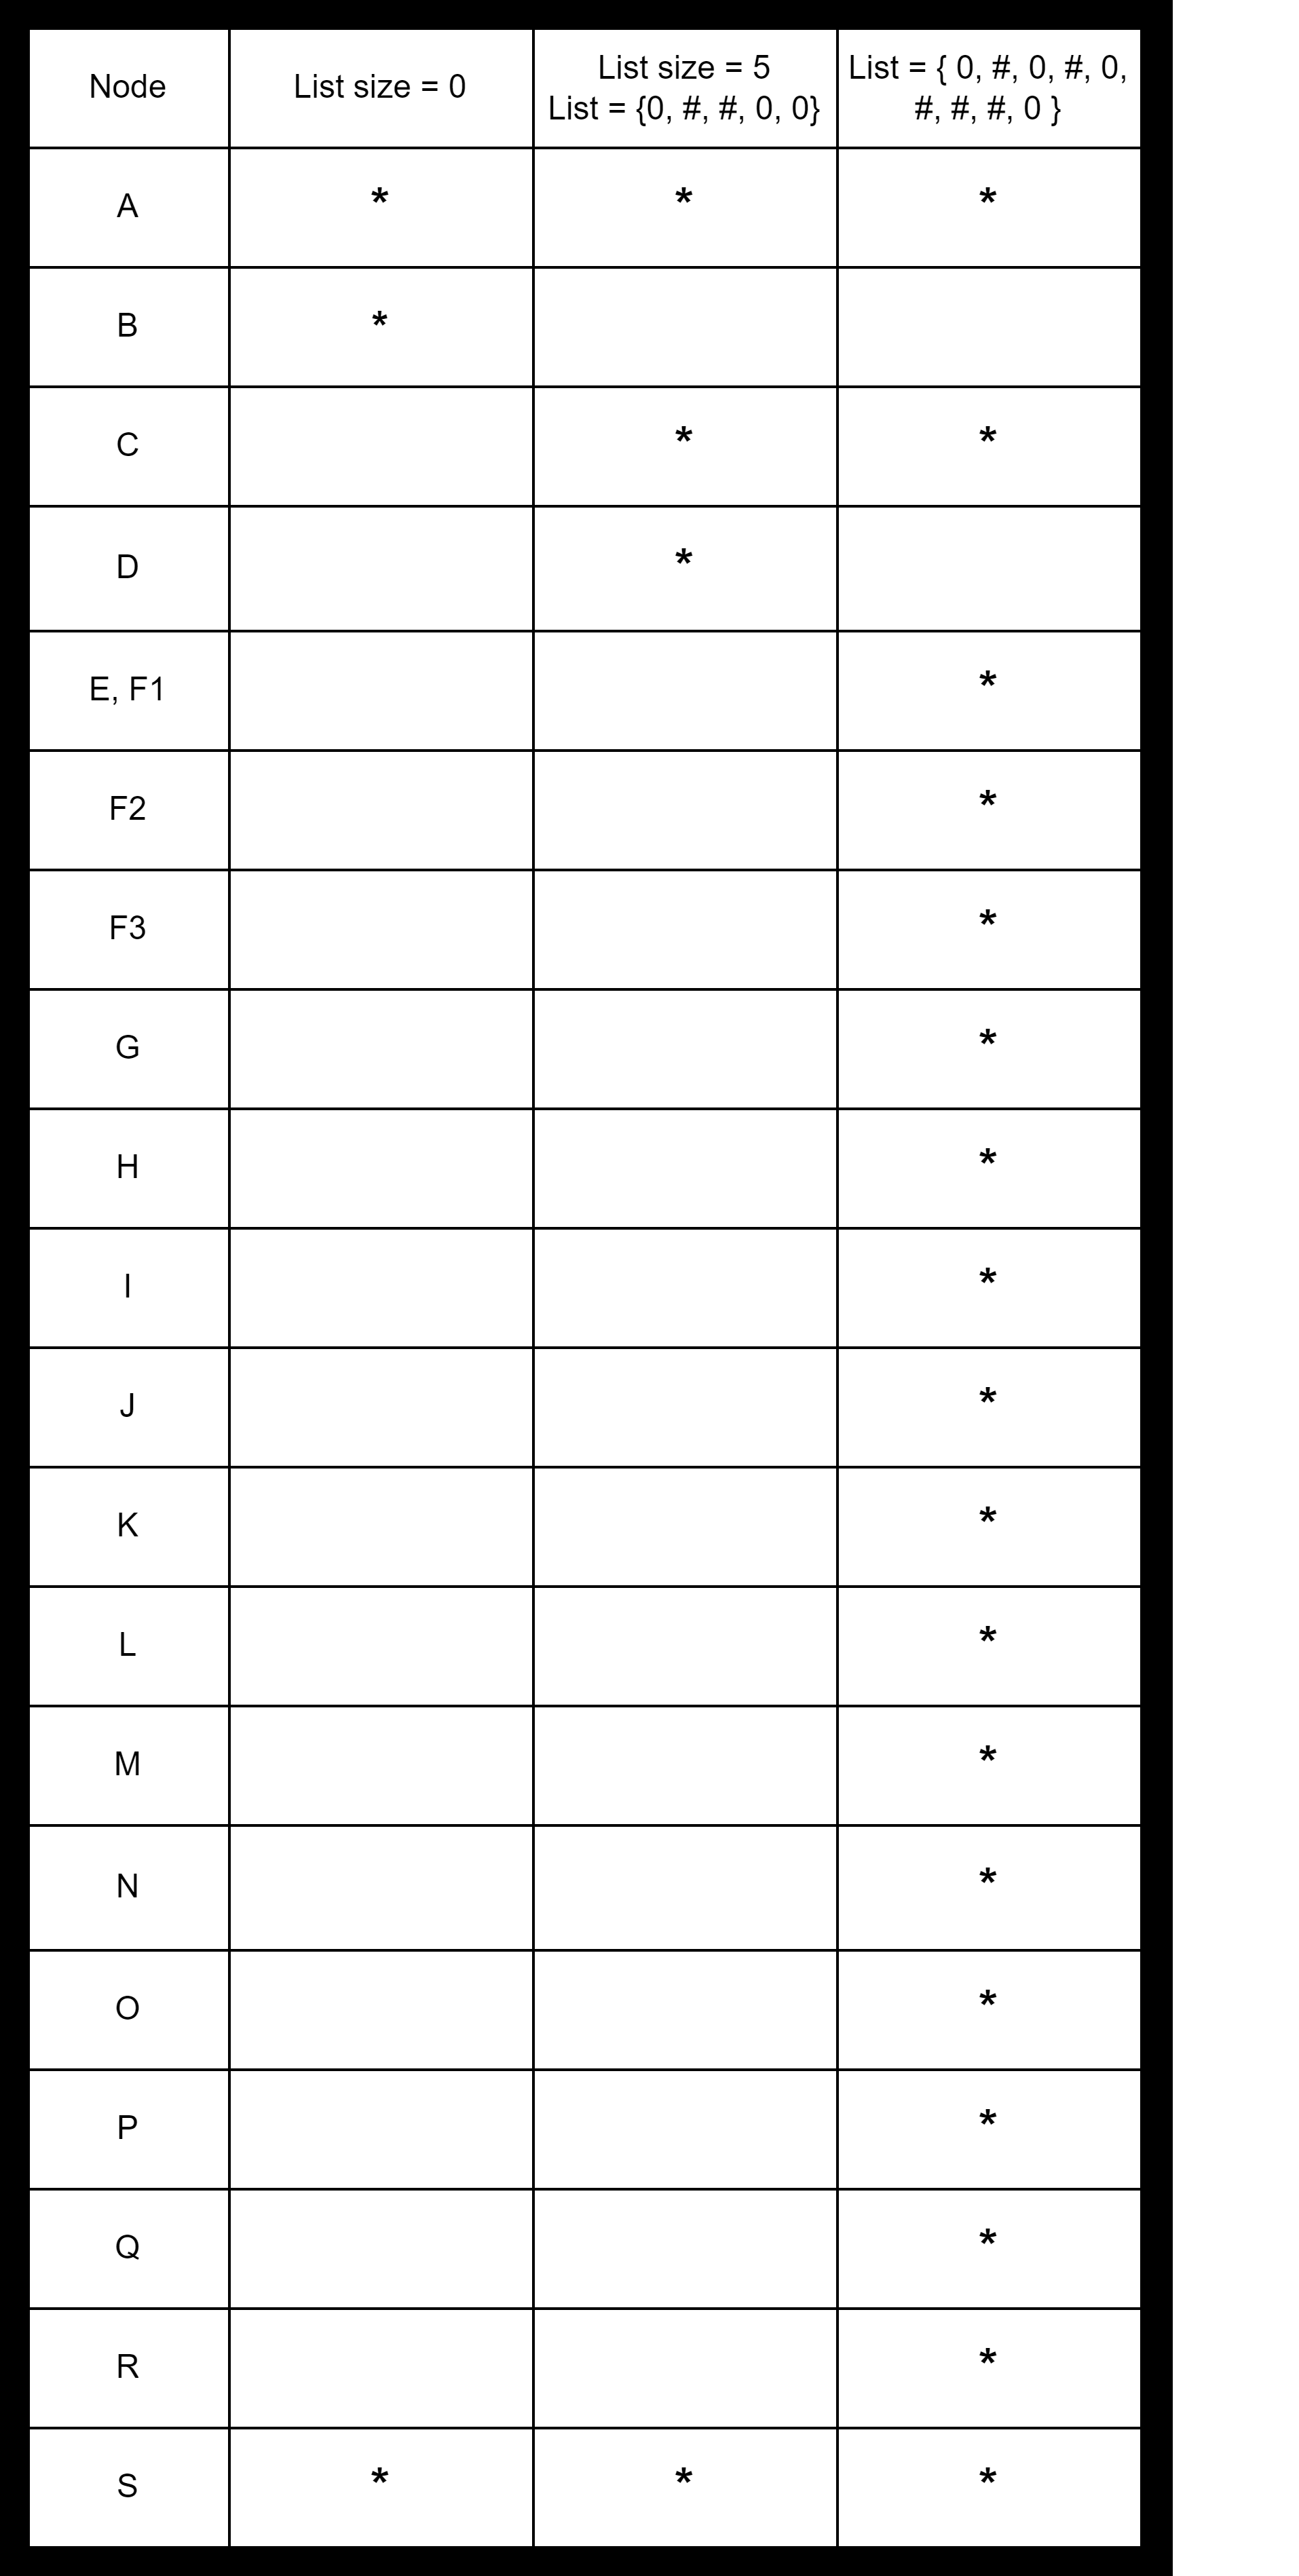 Node
List size = 0
List size = 5
List = {0, #, #, 0, 0}
List = { 0, #, 0, #, 0,
#, #, #, 0 }
A * * *
B *
C * *
D *
E, F1 *
F2 *
F3 *
G *
H *
I *
J *
K *
L *
M *
N *
O *
P *
Q *
R *
S * * *